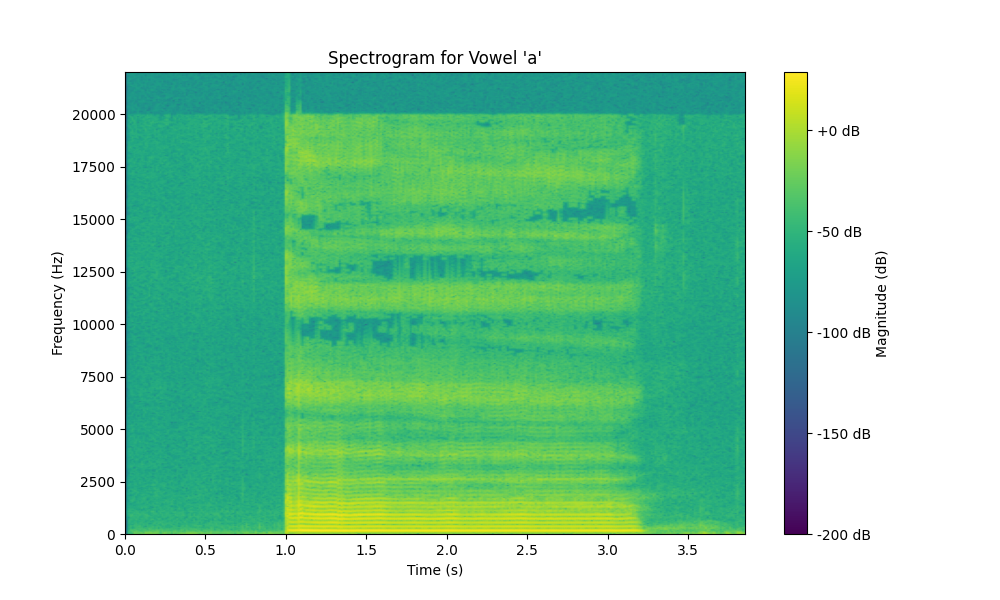 Spectrogram for Vowel 'a'
Frequency (Hz)
20000
17500
15000
12500
10000
7500
5000
2500
0
0.0 0.5 1.0 1.5 2.0 2.5 3.0 3.5
Time (s)
+0 dB
-50 dB
-100 dB
-150 dB
-200 dB
Magnitude (dB)